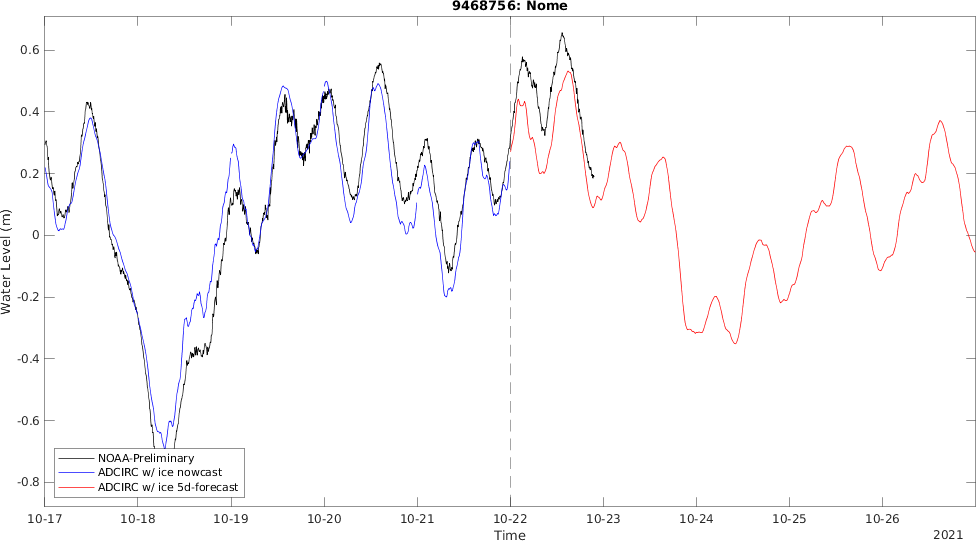 9468756: Nome
0.6
0.4
0.2
0
-0.2
-0.4
-0.6
-0.8
Water Level (m)
NOAA-Preliminary
ADCIRC w/ ice nowcast
ADCIRC w/ ice 5d-forecast
10-17 10-18 10-19 10-20 10-21 10-22 10-23 10-24 10-25 10-26
Time
2021